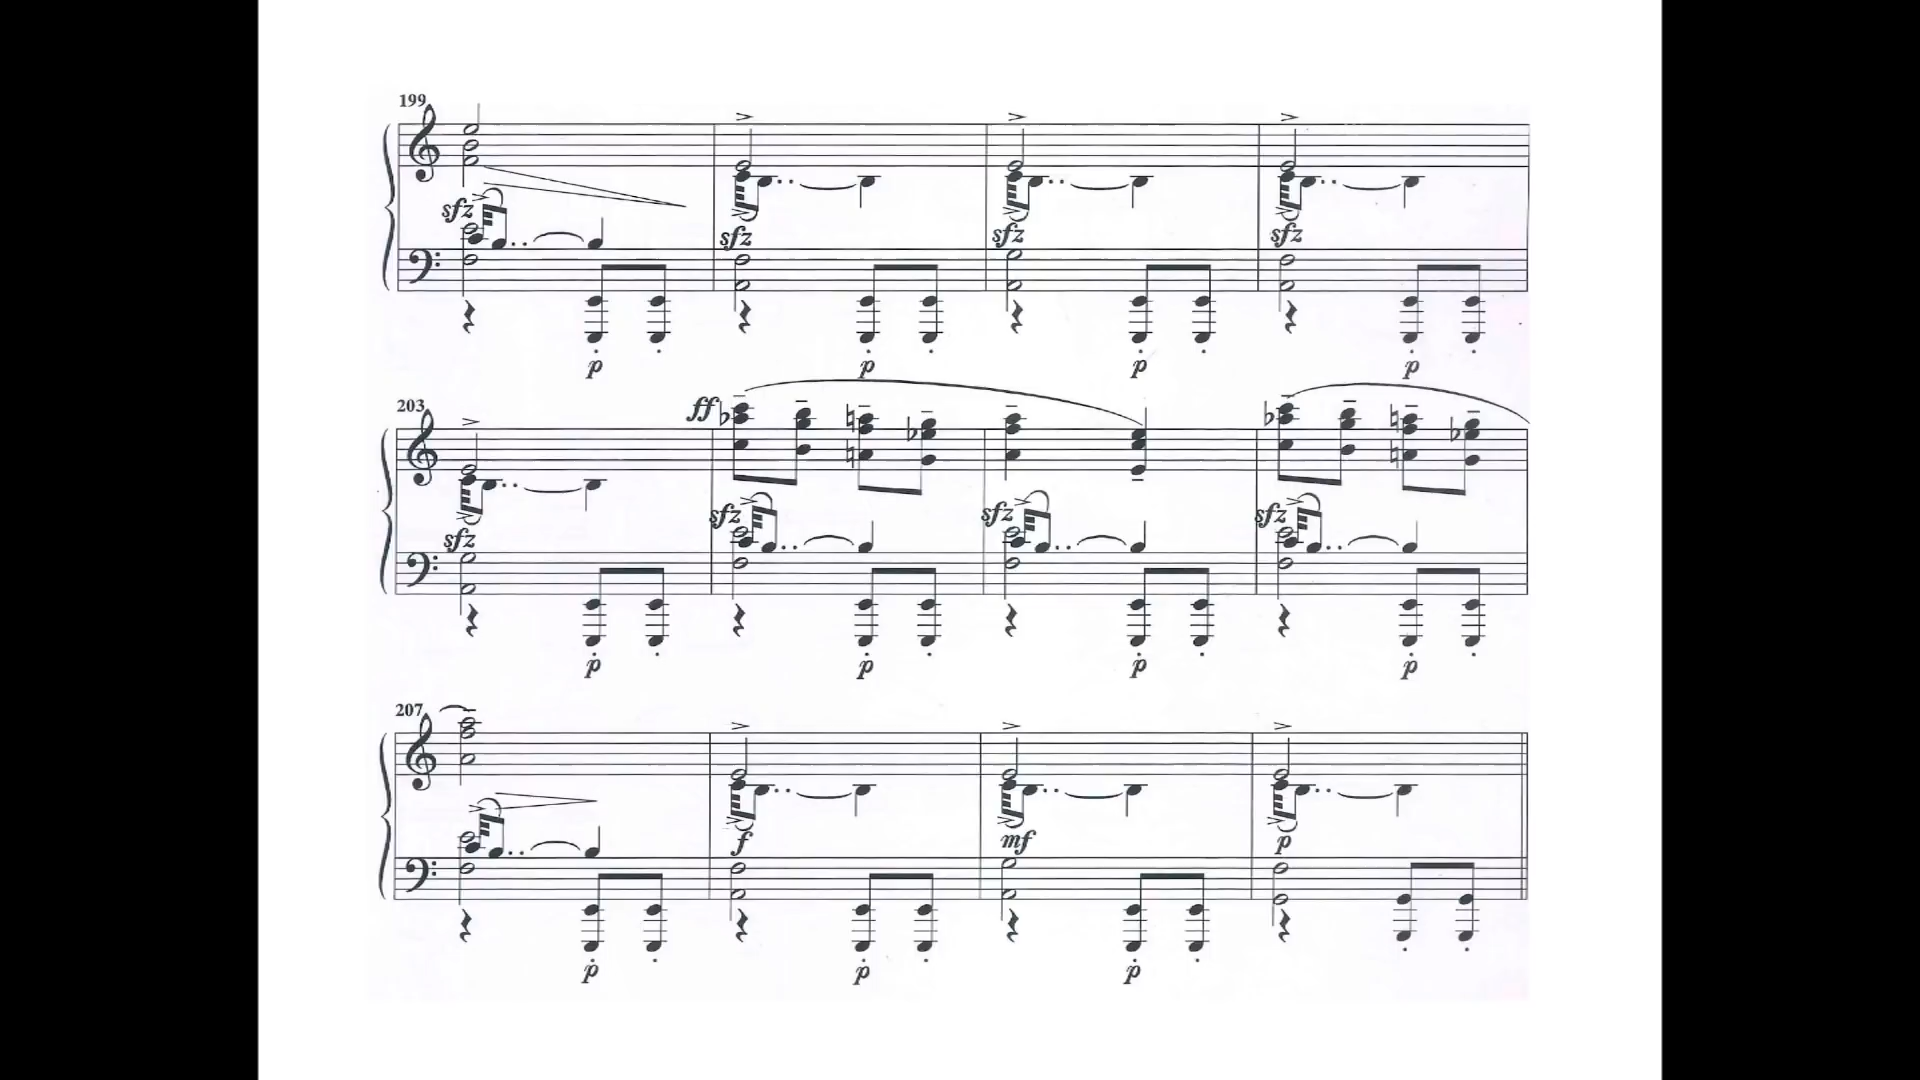 199
sfz sfz sfz sfz
p p p p
203
ff
sfz sfz sfz sfz
p p p p
207
f mf p
p p p